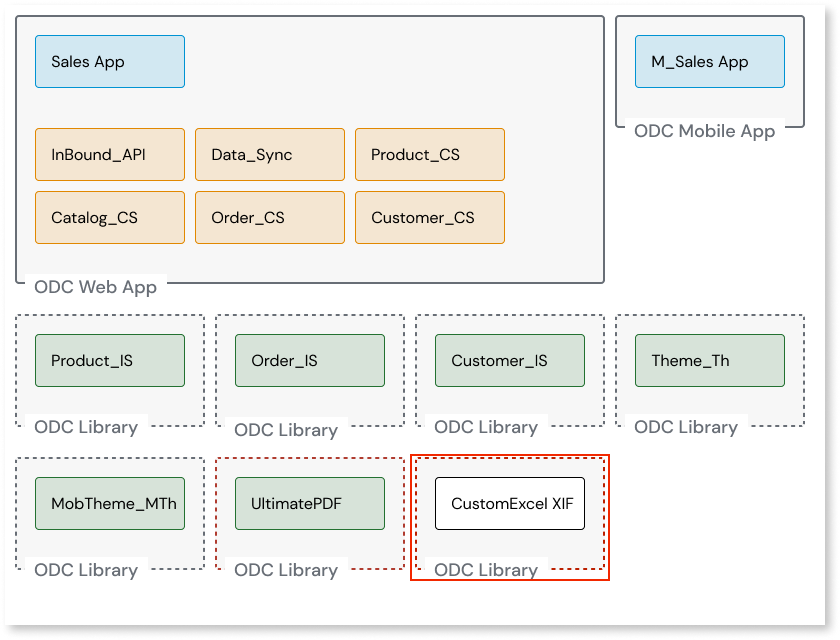 Sales App
M_Sales App
InBound_API
Data_Sync
Product_CS
ODC Mobile App
Catalog_CS
Order_CS
Customer_CS
ODC Web App
Product_IS
Order_IS
Customer_IS
Theme_Th
ODC Library
ODC Library
ODC Library
ODC Library
MobTheme_MTh
UltimatePDF
CustomExcel XIF
ODC Library
ODC Library
ODC Library